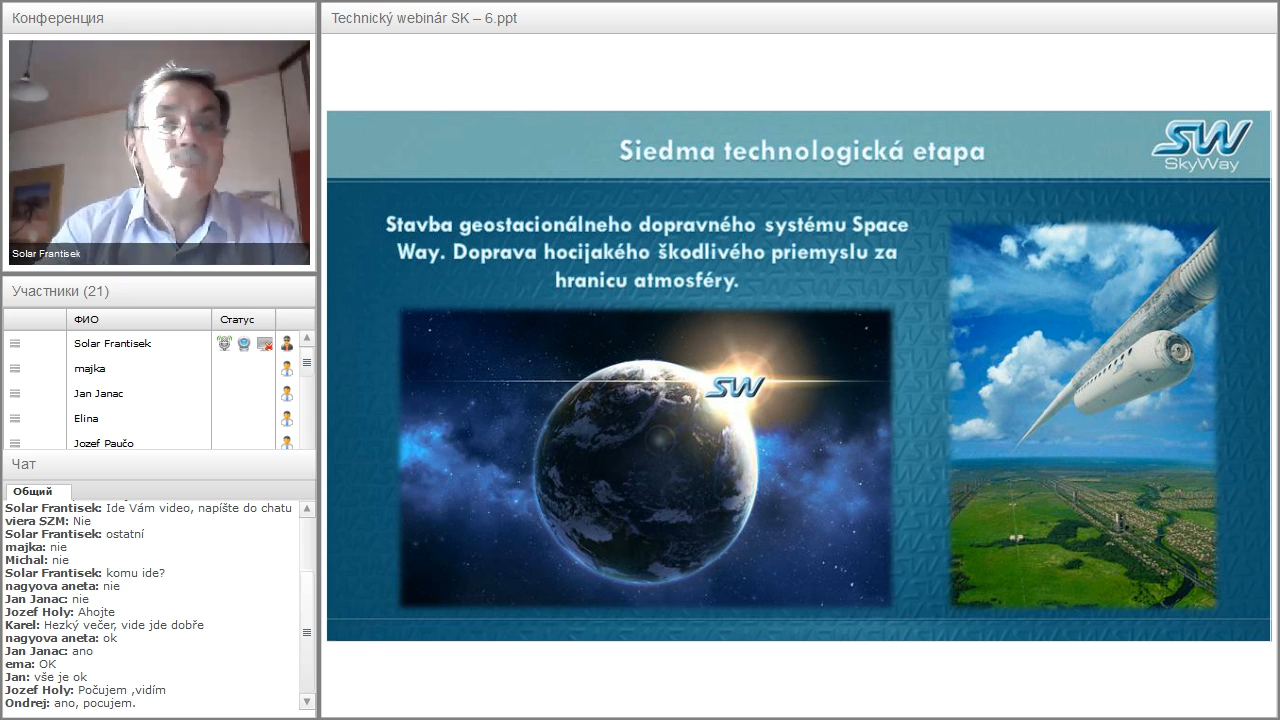 Конференция
Solar Frantisek
Участники (21)
ФИО
Статус
Solar Frantisek
majka
Jan Janac
Elina
Jozef Paučo
Чат
Общий
Solar Frantisek: Ide Vám video, napíšte do chatu
viera SZM: Nie
Solar Frantisek: ostatní
majka: nie
Michal: nie
Solar Frantisek: komu ide?
nagyova aneta: nie
Jan Janac: nie
Jozef Holy: Ahojte
Karel: Hezký večer, vide jde dobře
nagyova aneta: ok
Jan Janac: ano
ema: OK
Jan: vše je ok
Jozef Holy: Počujem ,vidím
Ondrej: ano, pocujem.
Technický webinár SK – 6.ppt
Siedma technologická etapa
SW
SkyWay
Stavba geostacionálneho dopravného systému Space
Way. Doprava hocijakého škodlivého priemyslu za
hranicu atmosféry.
SW